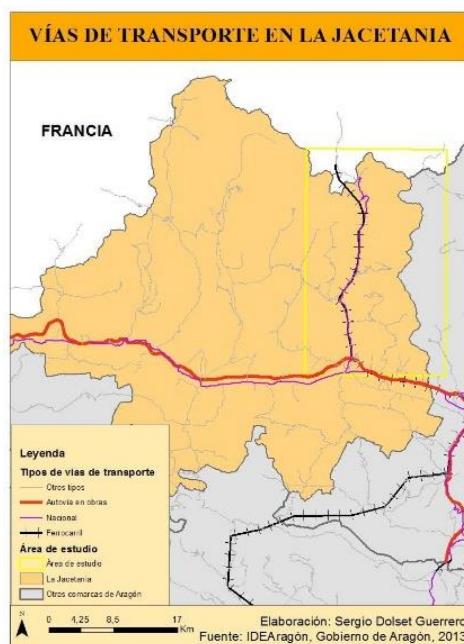 VÍAS DE TRANSPORTE EN LA JACETANIA
FRANCIA
Leyenda
Tipos de vías de transporte
Otros tipos
Autovía en obras
Nacional
Ferrocarril
Área de estudio
Área de estudio
La Jacetania
Otras comarcas de Aragón
N
0 4,25 8,5 17
Km
Elaboración: Sergio Dolset Guerrero
Fuente: IDEAragón, Gobierno de Aragón, 2013